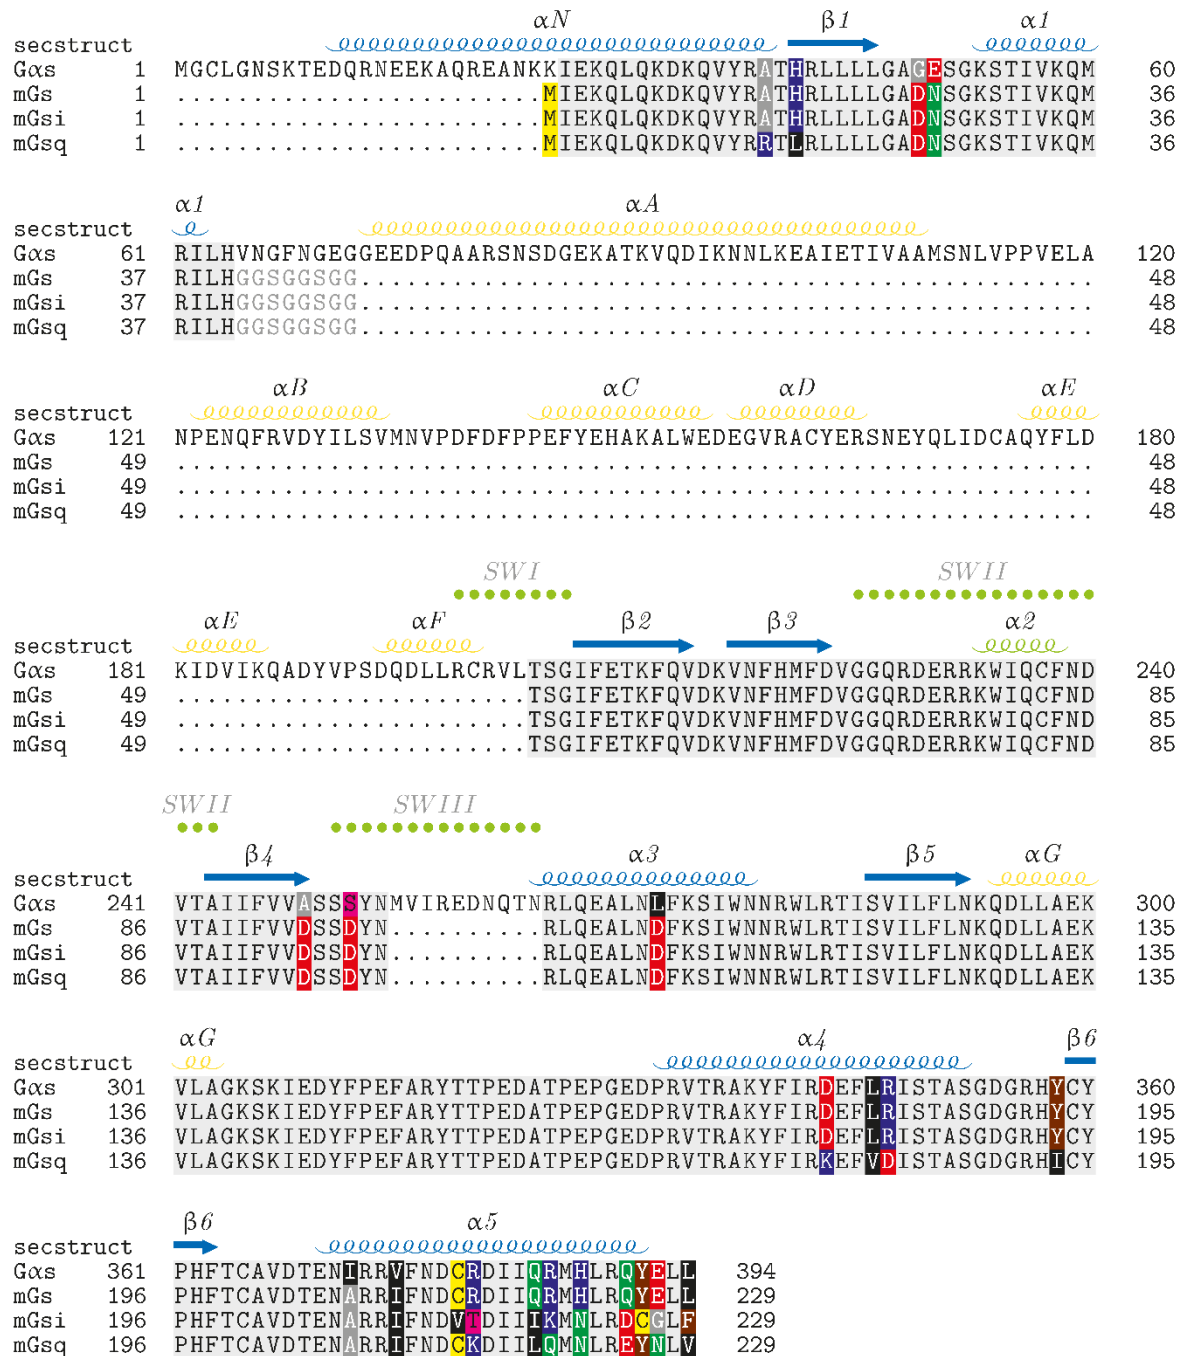 αN β1 α1
secstruct
Gαs 1 MGCLGNSKTEDQRNEEKAQREANKKIEKQLQKDKQVYRATHRLLLLGAGESGKSTIVKQM 60
mGs 1 ........................MIEKQLQKDKQVYRATHRLLLLGADNSGKSTIVKQM 36
mGsi 1 ........................MIEKQLQKDKQVYRATHRLLLLGADNSGKSTIVKQM 36
mGsq 1 ........................MIEKQLQKDKQVYRRTLRLLLLGADNSGKSTIVKQM 36
α1 αA
secstruct
Gαs 61 RILHVNGFNGEGGEEDPQAARSNSDGEKATKVQDIKNNLKEAIETIVAAMSNLVPPVELA 120
mGs 37 RILHGGSGGSGG................................................ 48
mGsi 37 RILHGGSGGSGG................................................ 48
mGsq 37 RILHGGSGGSGG................................................ 48
αB αC αD αE
secstruct
Gαs 121 NPENQFRVDYILSVMNVPDFDFPPEFYEHAKALWEDEGVRACYERSNEYQLIDCAQYFLD 180
mGs 49 ............................................................ 48
mGsi 49 ............................................................ 48
mGsq 49 ............................................................ 48
SWI SWII
αE αF β2 β3 α2
secstruct
Gαs 181 KIDVIKQADYVPSDQDLLRCRVLTSGIFETKFQVDKVNFHMFDVGGQRDERRKWIQCFND 240
mGs 49 .......................TSGIFETKFQVDKVNFHMFDVGGQRDERRKWIQCFND 85
mGsi 49 .......................TSGIFETKFQVDKVNFHMFDVGGQRDERRKWIQCFND 85
mGsq 49 .......................TSGIFETKFQVDKVNFHMFDVGGQRDERRKWIQCFND 85
SWII SWIII
β4 α3 β5 αG
secstruct
Gαs 241 VTAIIFVVASSSYNMVIREDNQTNRLQEALNLFKSIWNNRWLRTISVILFLNKQDLLAEK 300
mGs 86 VTAIIFVVDSSDYN..........RLQEALNDFKSIWNNRWLRTISVILFLNKQDLLAEK 135
mGsi 86 VTAIIFVVDSSDYN..........RLQEALNDFKSIWNNRWLRTISVILFLNKQDLLAEK 135
mGsq 86 VTAIIFVVDSSDYN..........RLQEALNDFKSIWNNRWLRTISVILFLNKQDLLAEK 135
αG α4 β6
secstruct
Gαs 301 VLAGKSKIEDYFPEFARYTTPEDATPEPGEDPRVTRAKYFIRDEFLRISTASGDGRHYCY 360
mGs 136 VLAGKSKIEDYFPEFARYTTPEDATPEPGEDPRVTRAKYFIRDEFLRISTASGDGRHYCY 195
mGsi 136 VLAGKSKIEDYFPEFARYTTPEDATPEPGEDPRVTRAKYFIRDEFLRISTASGDGRHYCY 195
mGsq 136 VLAGKSKIEDYFPEFARYTTPEDATPEPGEDPRVTRAKYFIRKEFVDISTASGDGRHICY 195
β6 α5
secstruct
Gαs 361 PHFTCAVDTENIRRVFNDCRDIIQRMHLRQYELL 394
mGs 196 PHFTCAVDTENARRIFNDCRDIIQRMHLRQYELL 229
mGsi 196 PHFTCAVDTENARRIFNDVTDIIIKMNLRDCGLF 229
mGsq 196 PHFTCAVDTENARRIFNDCKDIILQMNLREYNLV 229